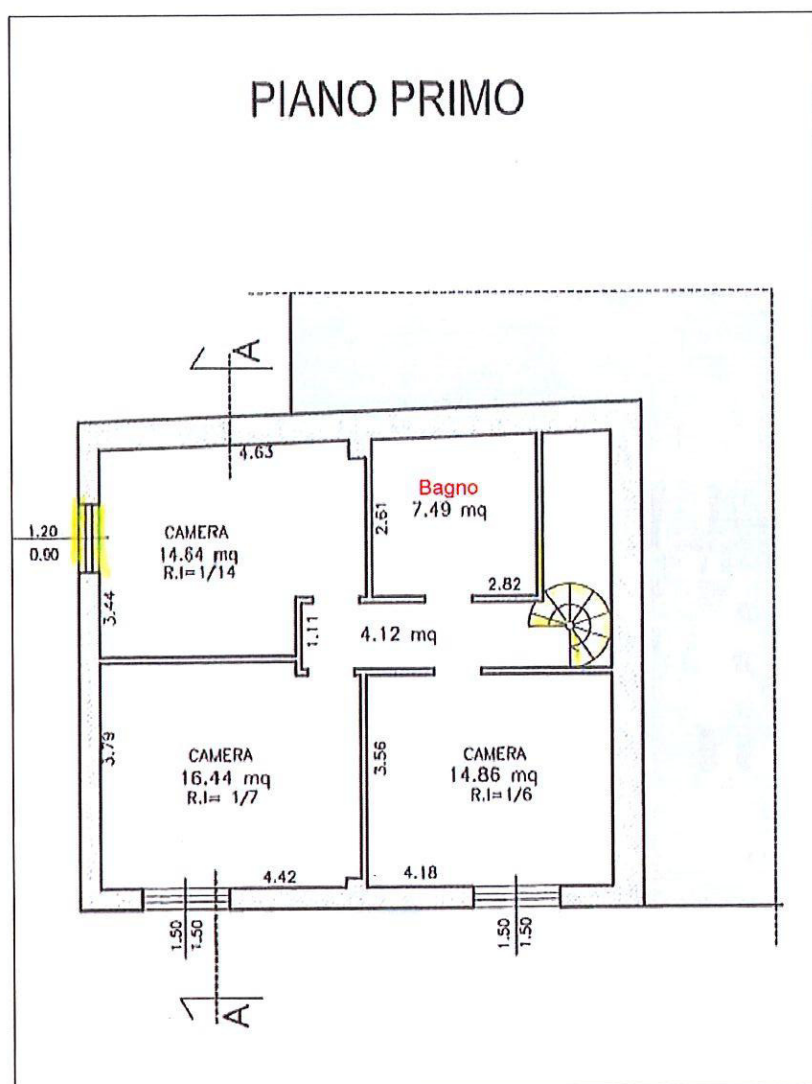 PIANO PRIMO
A
4.63
Bagno
7.49 mq
2.61
2.82
1.20
0.90
CAMERA
14.64 mq
R.I=1/14
3.44
1.11
4.12 mq
CAMERA
16.44 mq
R.I= 1/7
3.79
4.42
CAMERA
14.86 mq
R.I=1/6
3.56
4.18
1.50
1.50
1.50
1.50
A